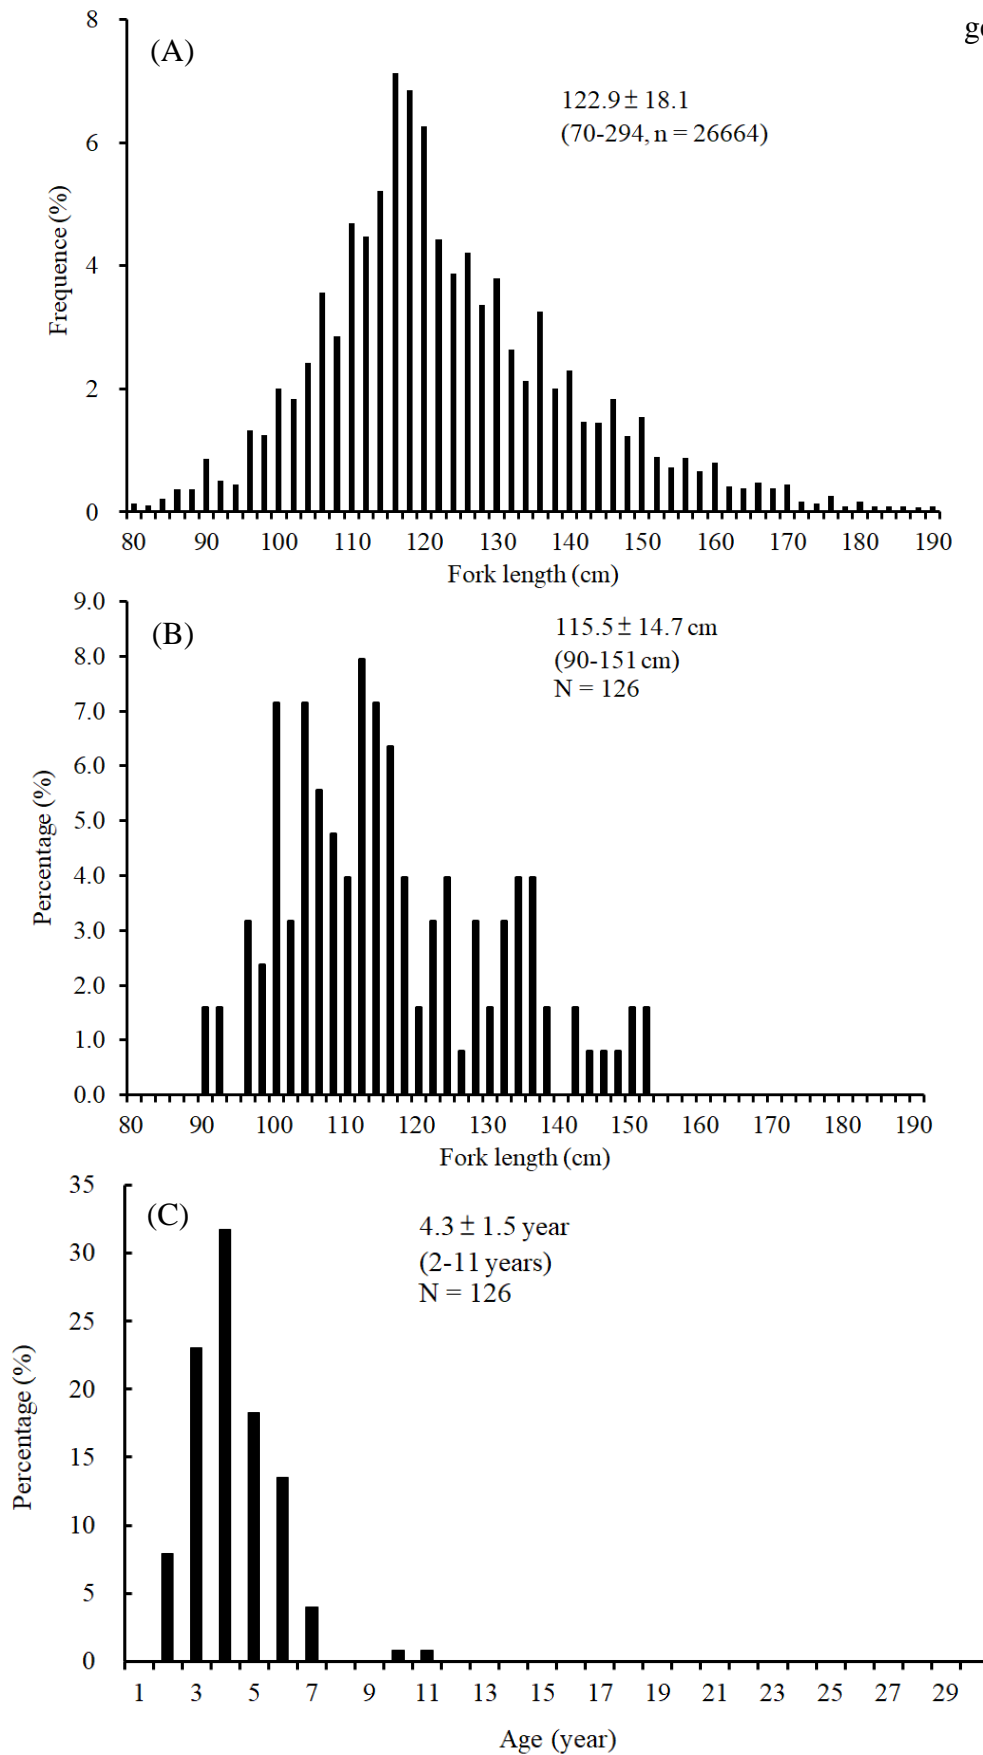 ge
(A)
122.9 ± 18.1
(70-294, n = 26664)
Frequence (%)
8
6
4
2
0
80 90 100 110 120 130 140 150 160 170 180 190
Fork length (cm)
(B)
115.5 ± 14.7 cm
(90-151 cm)
N = 126
Percentage (%)
9.0
8.0
7.0
6.0
5.0
4.0
3.0
2.0
1.0
0.0
80 90 100 110 120 130 140 150 160 170 180 190
Fork length (cm)
(C)
4.3 ± 1.5 year
(2-11 years)
N = 126
Percentage (%)
35
30
25
20
15
10
5
0
1 3 5 7 9 11 13 15 17 19 21 23 25 27 29
Age (year)